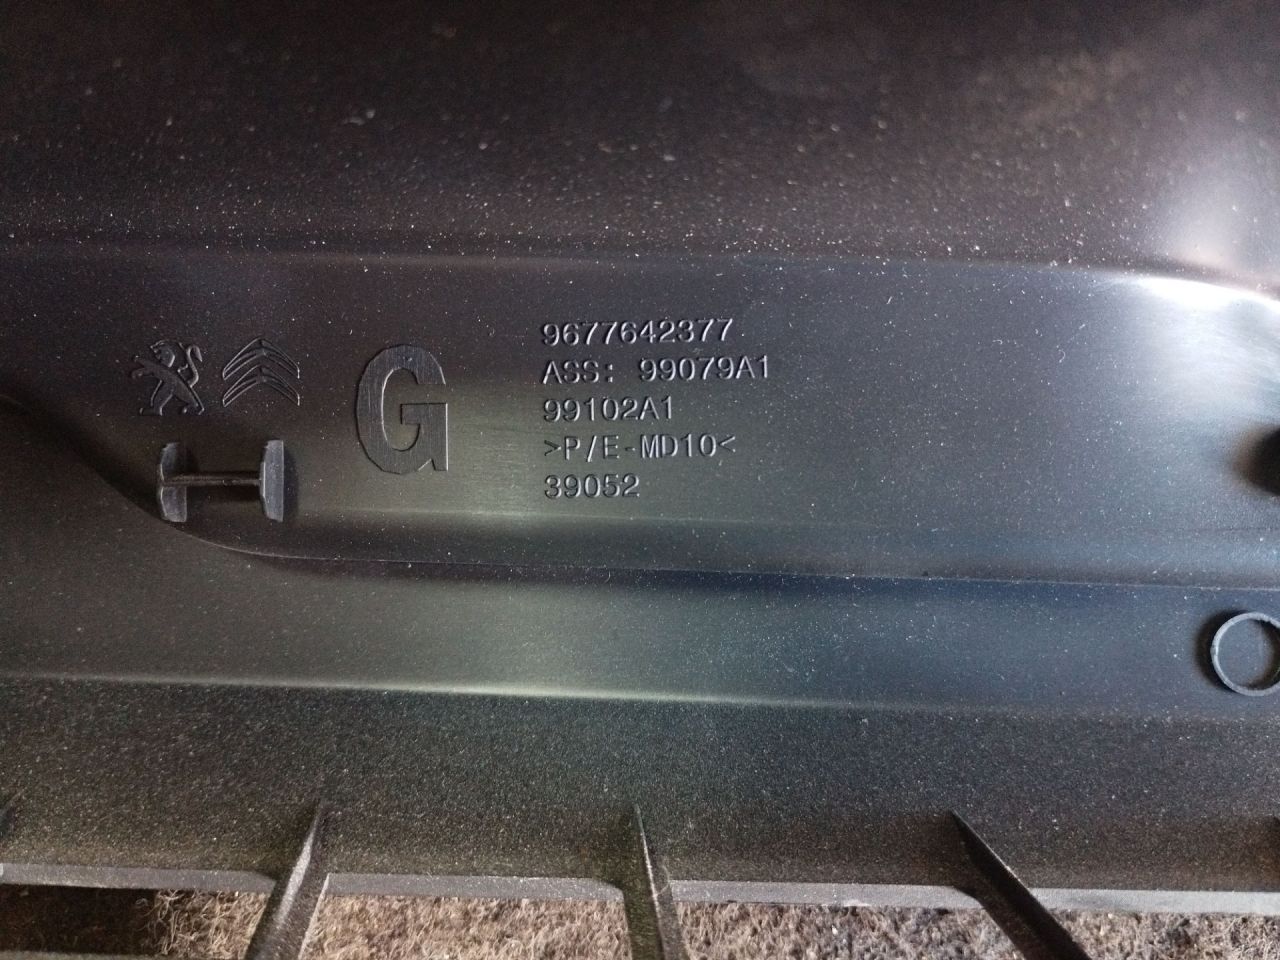 G
9677642377
ASS: 99079A1
99102A1
>P/E-MD10<
39052